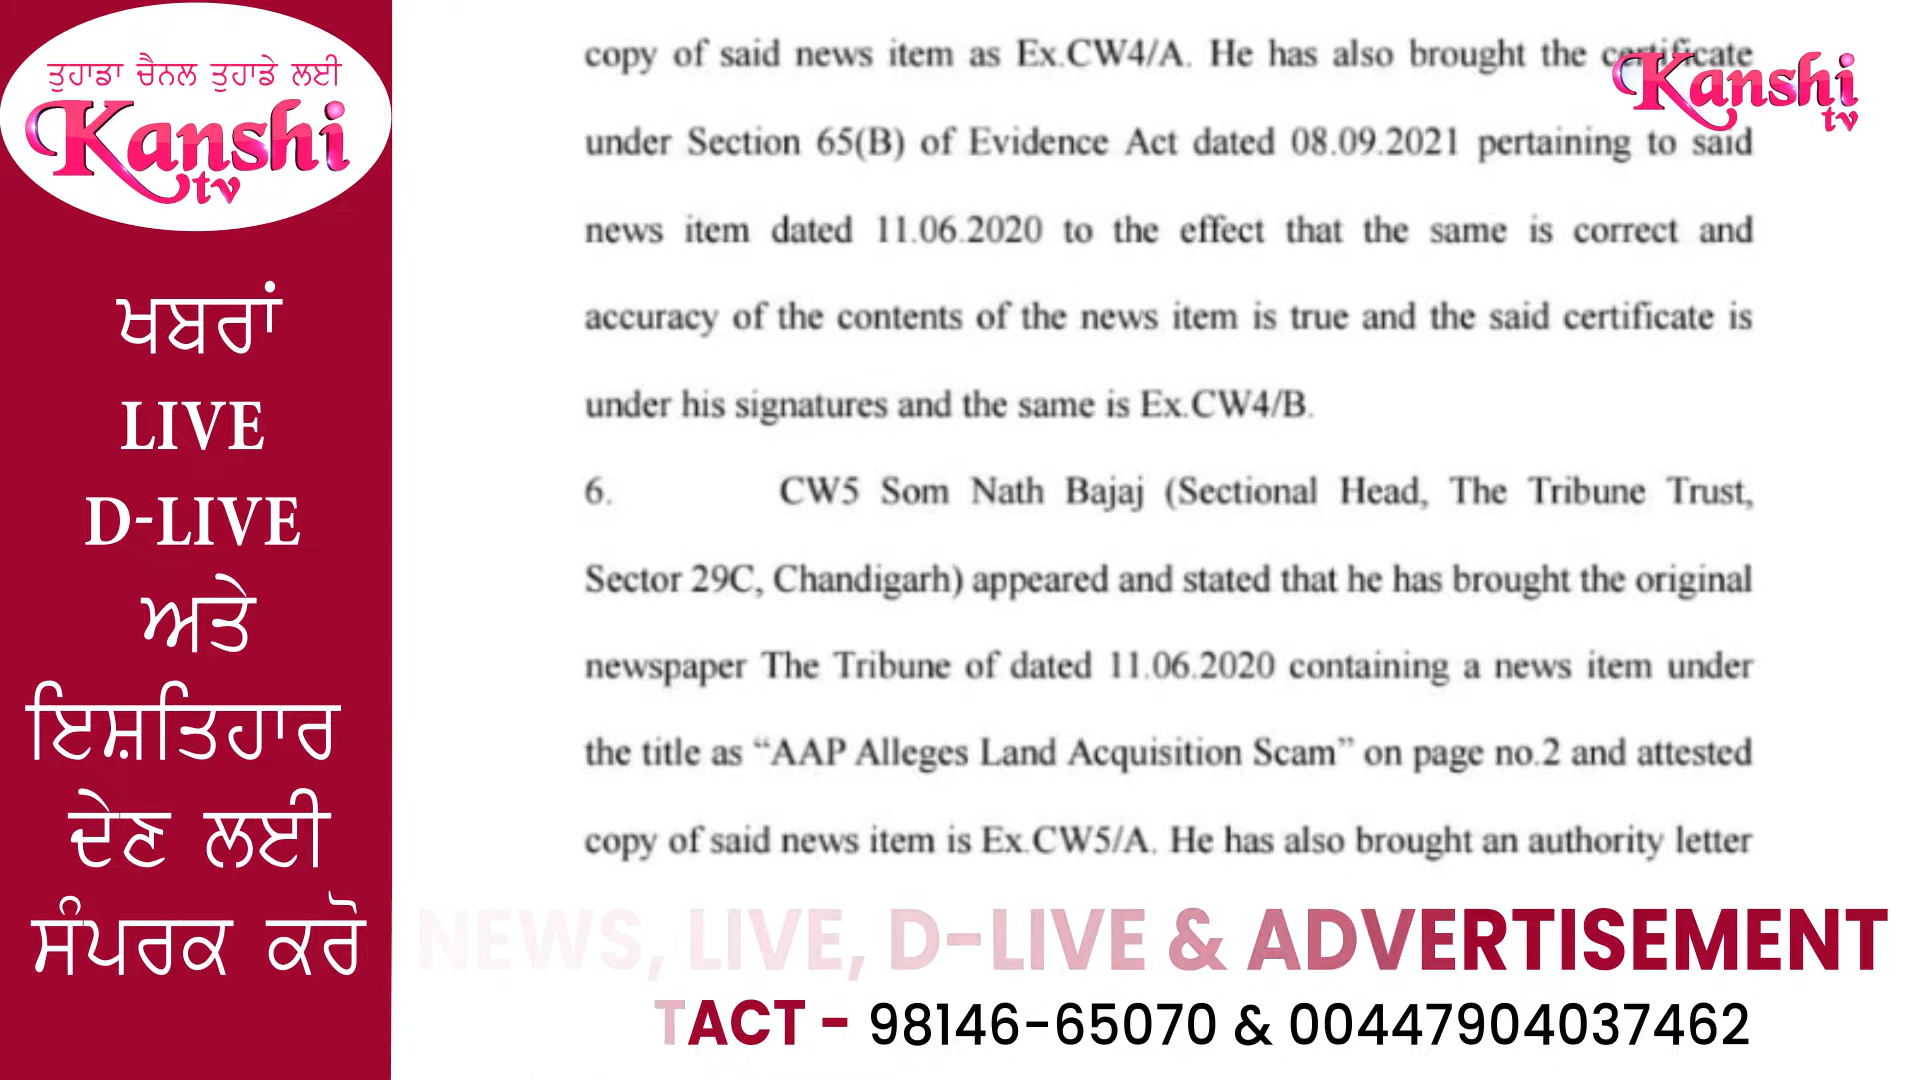 ਤੁਹਾਡਾ ਚੈਨਲ ਤੁਹਾਡੇ ਲਈ
Kanshi
tv
ਖਬਰਾਂ
LIVE
D-LIVE
ਅਤੇ
ਇਸ਼ਤਿਹਾਰ
ਦੇਣ ਲਈ
ਸੰਪਰਕ ਕਰੋ
Kanshi
tv
copy of said news item as Ex.CW4/A. He has also brought the certificate
under Section 65(B) of Evidence Act dated 08.09.2021 pertaining to said
news item dated 11.06.2020 to the effect that the same is correct and
accuracy of the contents of the news item is true and the said certificate is
under his signatures and the same is Ex.CW4/B.
6. CW5 Som Nath Bajaj (Sectional Head, The Tribune Trust,
Sector 29C, Chandigarh) appeared and stated that he has brought the original
newspaper The Tribune of dated 11.06.2020 containing a news item under
the title as “AAP Alleges Land Acquisition Scam” on page no.2 and attested
copy of said news item is Ex.CW5/A. He has also brought an authority letter
NEWS, LIVE, D-LIVE & ADVERTISEMENT
TACT - 98146-65070 & 00447904037462